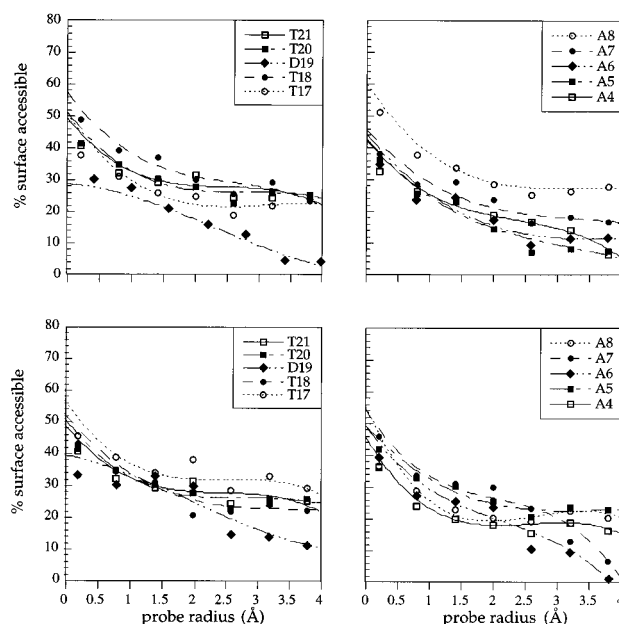 80
70
60
50
40
30
20
10
0
% surface accessible
T21
T20
D19
T18
T17
A8
A7
A6
A5
A4
80
70
60
50
40
30
20
10
0
% surface accessible
T21
T20
D19
T18
T17
A8
A7
A6
A5
A4
0 0.5 1 1.5 2 2.5 3 3.5 4
probe radius (Å)
0 0.5 1 1.5 2 2.5 3 3.5 4
probe radius (Å)